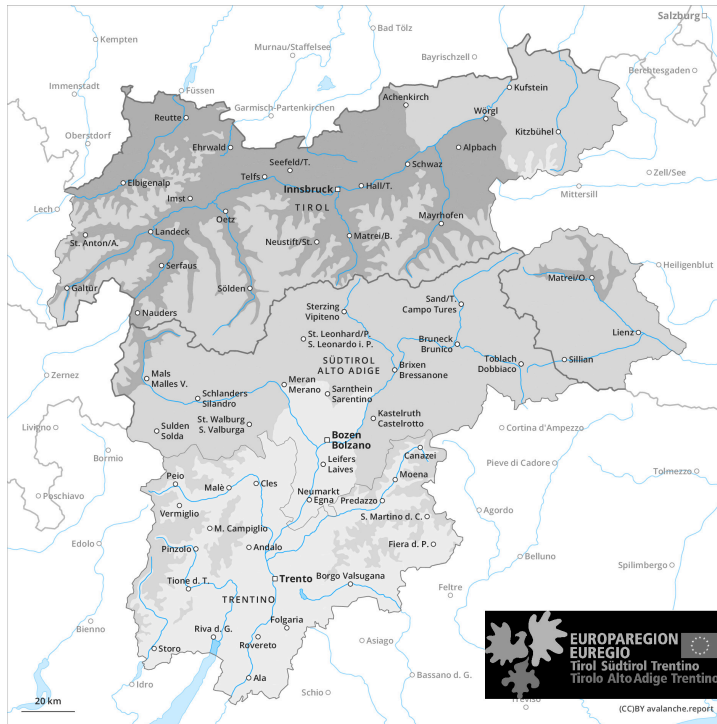 Salzburg
Kempten
Bad Tölz
Murnau/Staffelsee
Bayrischzell
Berchtesgaden
Immenstadt
Füssen
Kufstein
Achenkirch
Garmisch-Partenkirchen
Reutte
Wörgl
Oberstdorf
Kitzbühel
Ehrwald
Alpbach
Seefeld/T.
Schwaz
Zell/See
Telfs
Elbigenalp
Innsbruck
Hall/T.
Mittersill
Imst
TIROL
Lech
Oetz
Mayrhofen
Landeck
St. Anton/A.
Neustift/St.
Matrei/B.
Serfaus
Heiligenblut
Matrei/O.
Galtür
Sölden
Sand/T.
Campo Tures
Nauders
Sterzing
Vipiteno
Lienz
St. Leonhard/P.
S. Leonardo i. P.
Bruneck
Brunico
SÜDTIROL
ALTO ADIGE
Toblach
Dobbiaco
Sillian
Brixen
Bressanone
Zernez
Mals
Malles V.
Meran
Merano
Sarnthein
Sarentino
Schlanders
Silandro
Kastelruth
Castelrotto
St. Walburg
S. Valburga
Sulden
Solda
Livigno
Bozen
Bolzano
Cortina d'Ampezzo
Bormio
Canazei
Leifers
Laives
Pieve di Cadore
Tolmezzo
Peio
Moena
Malè
Cles
Neumarkt
Egna
Predazzo
Poschiavo
Vermiglio
Agordo
S. Martino d. C.
M. Campiglio
Edolo
Pinzolo
Andalo
Fiera d. P.
Belluno
Spilimbergo
Tione d. T.
Trento
Borgo Valsugana
Feltre
TRENTINO
Bienno
Folgaria
Riva d. G.
Rovereto
Asiago
Storo
Bassano d. G.
Ala
Idro
Schio
Treviso
EUROPAREGION
EUREGIO
Tirol Südtirol Trentino
Tirolo Alto Adige Trentino
20 km
(CC)BY avalanche.report